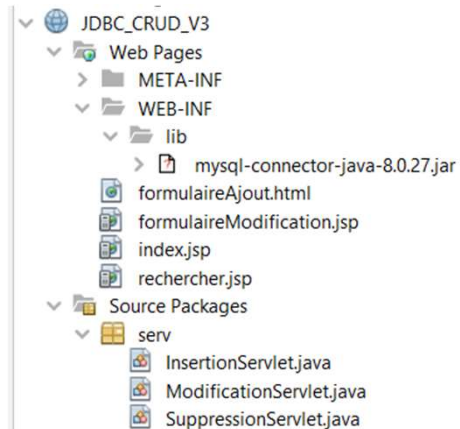 JDBC_CRUD_V3
Web Pages
META-INF
WEB-INF
lib
mysql-connector-java-8.0.27.jar
formulaireAjout.html
formulaireModification.jsp
index.jsp
rechercher.jsp
Source Packages
serv
InsertionServlet.java
ModificationServlet.java
SuppressionServlet.java